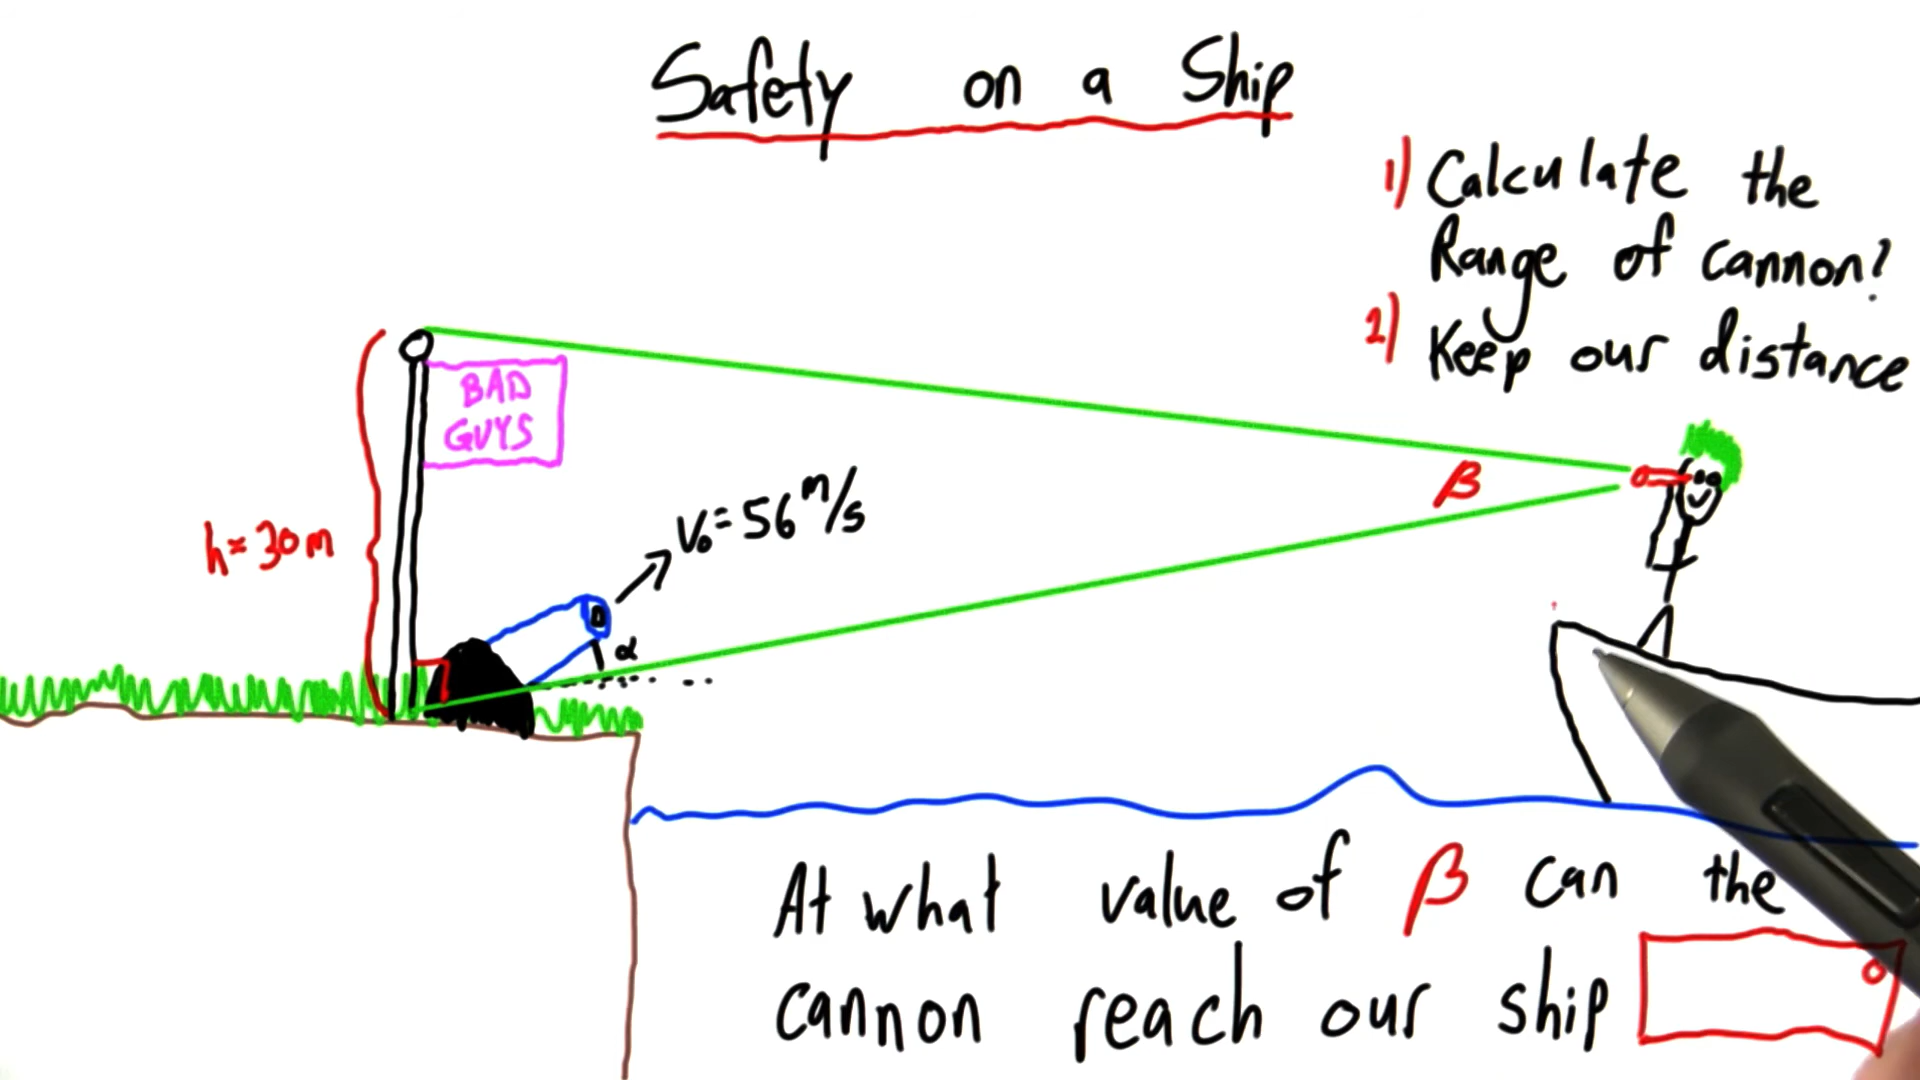 Safety on a Ship
1) Calculate the
Range of cannon?
2) Keep our distance
BAD
GUYS
β
V₀ = 56 m/s
h = 30m
α
At what value of β can the
cannon reach our ship